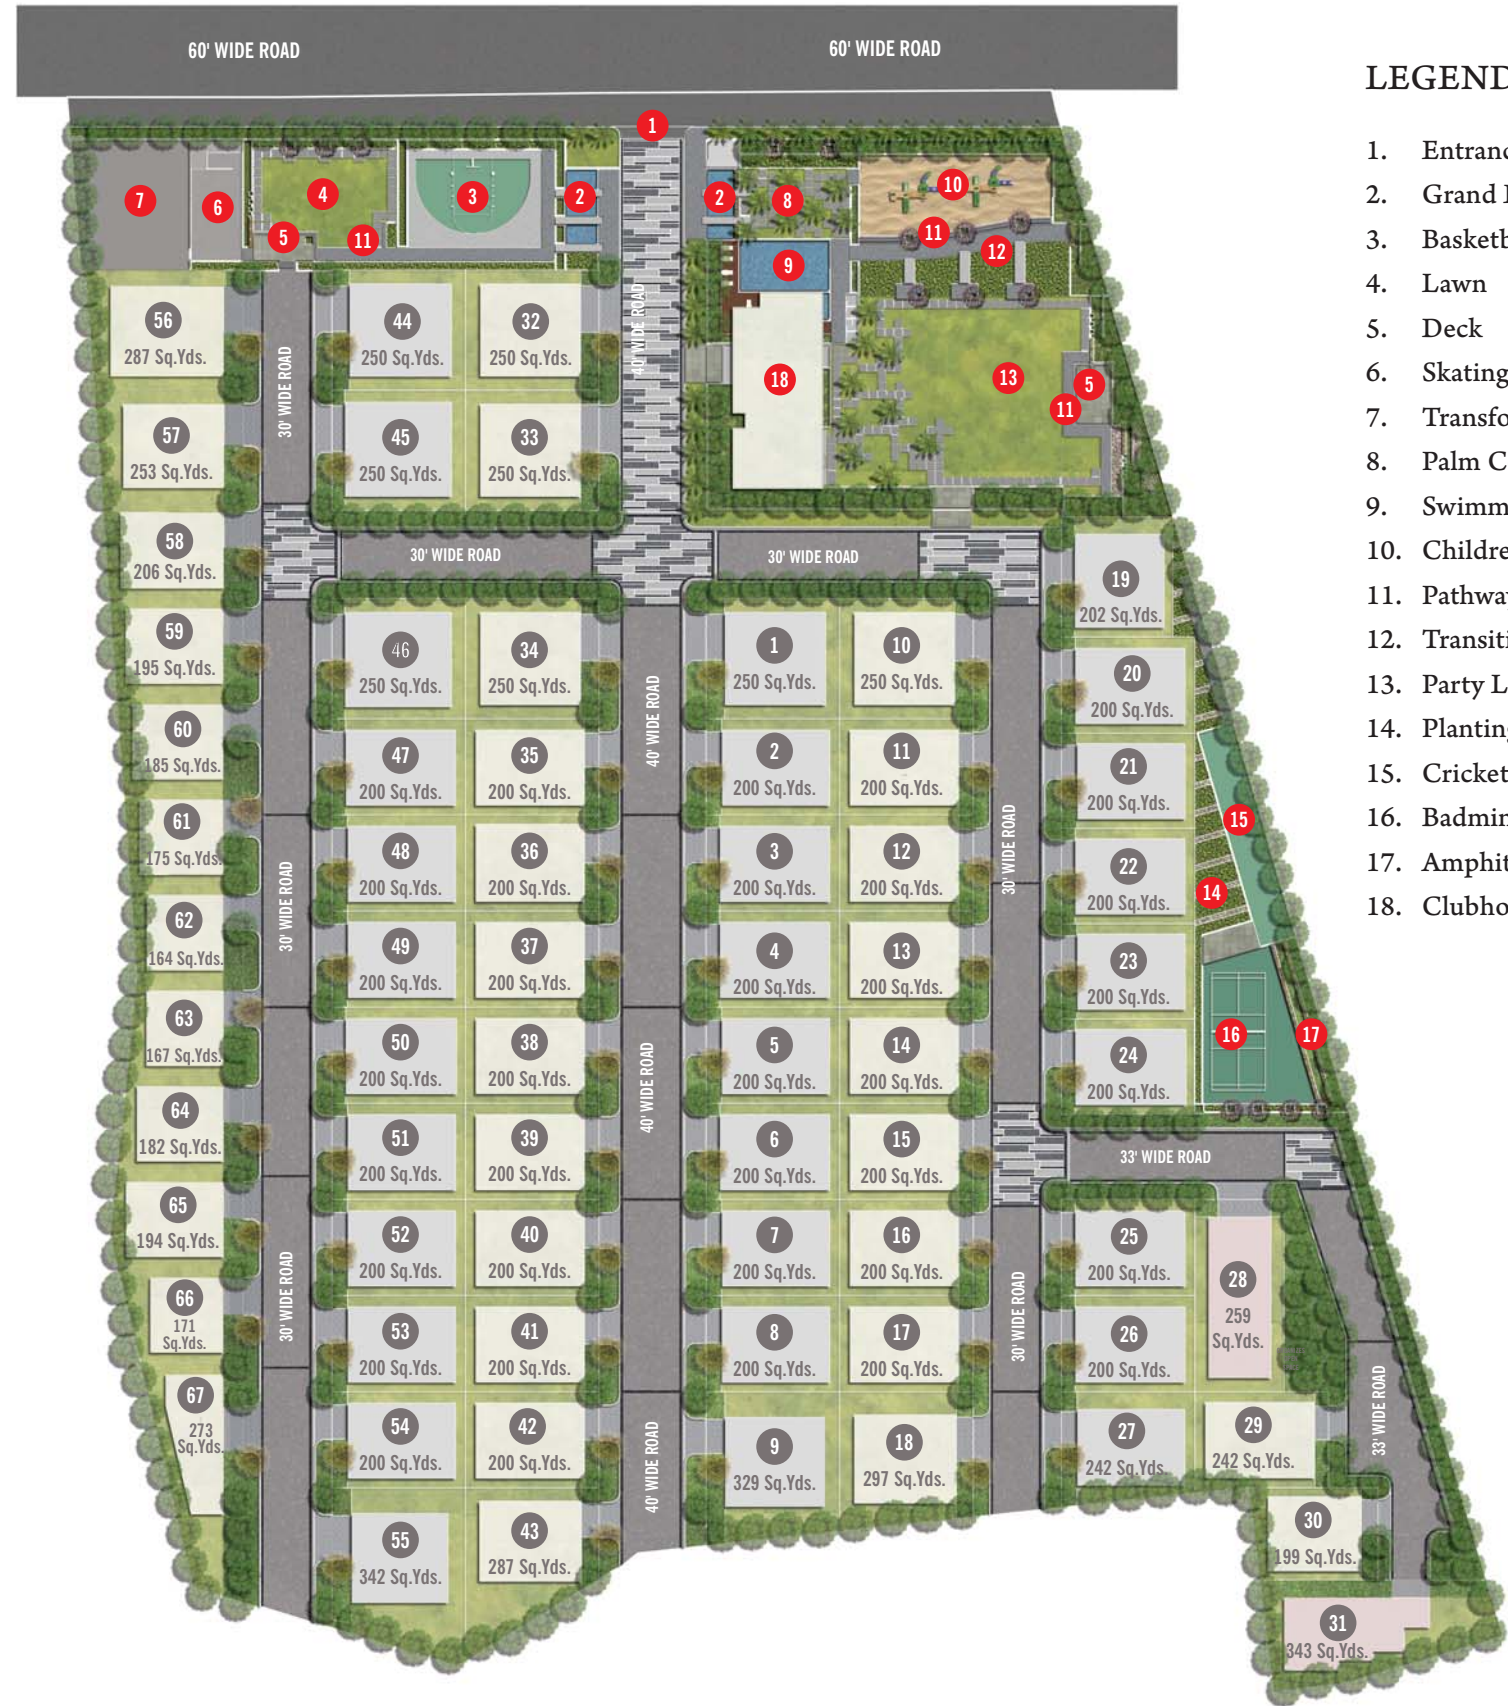 60' WIDE ROAD
60' WIDE ROAD
LEGEND
1. Entranc
2. Grand
3. Basketb
4. Lawn
5. Deck
6. Skating
7. Transfo
8. Palm C
9. Swimm
10. Childre
11. Pathway
12. Transiti
13. Party L
14. Planting
15. Cricket
16. Badmin
17. Amphit
18. Clubho
1
7
6
4
3
2
2
8
10
5
11
11
12
9
18
13
5
11
15
14
16
17
40' WIDE ROAD
30' WIDE ROAD
56
287 Sq.Yds.
44
250 Sq.Yds.
32
250 Sq.Yds.
57
253 Sq.Yds.
45
250 Sq.Yds.
33
250 Sq.Yds.
30' WIDE ROAD
30' WIDE ROAD
58
206 Sq.Yds.
19
202 Sq.Yds.
59
195 Sq.Yds.
46
250 Sq.Yds.
34
250 Sq.Yds.
1
250 Sq.Yds.
10
250 Sq.Yds.
20
200 Sq.Yds.
40' WIDE ROAD
60
185 Sq.Yds.
47
200 Sq.Yds.
35
200 Sq.Yds.
2
200 Sq.Yds.
11
200 Sq.Yds.
21
200 Sq.Yds.
61
175 Sq.Yds.
48
200 Sq.Yds.
36
200 Sq.Yds.
3
200 Sq.Yds.
12
200 Sq.Yds.
30' WIDE ROAD
22
200 Sq.Yds.
62
164 Sq.Yds.
30' WIDE ROAD
49
200 Sq.Yds.
37
200 Sq.Yds.
4
200 Sq.Yds.
13
200 Sq.Yds.
23
200 Sq.Yds.
63
167 Sq.Yds.
50
200 Sq.Yds.
38
200 Sq.Yds.
40' WIDE ROAD
5
200 Sq.Yds.
14
200 Sq.Yds.
24
200 Sq.Yds.
64
182 Sq.Yds.
51
200 Sq.Yds.
39
200 Sq.Yds.
6
200 Sq.Yds.
15
200 Sq.Yds.
33' WIDE ROAD
65
194 Sq.Yds.
52
200 Sq.Yds.
40
200 Sq.Yds.
7
200 Sq.Yds.
16
200 Sq.Yds.
25
200 Sq.Yds.
28
259
Sq.Yds.
66
171
Sq.Yds.
30' WIDE ROAD
53
200 Sq.Yds.
41
200 Sq.Yds.
8
200 Sq.Yds.
17
200 Sq.Yds.
30' WIDE ROAD
26
200 Sq.Yds.
67
273
Sq.Yds.
54
200 Sq.Yds.
42
200 Sq.Yds.
40' WIDE ROAD
9
329 Sq.Yds.
18
297 Sq.Yds.
27
242 Sq.Yds.
29
242 Sq.Yds.
33' WIDE ROAD
55
342 Sq.Yds.
43
287 Sq.Yds.
30
199 Sq.Yds.
31
343 Sq.Yds.